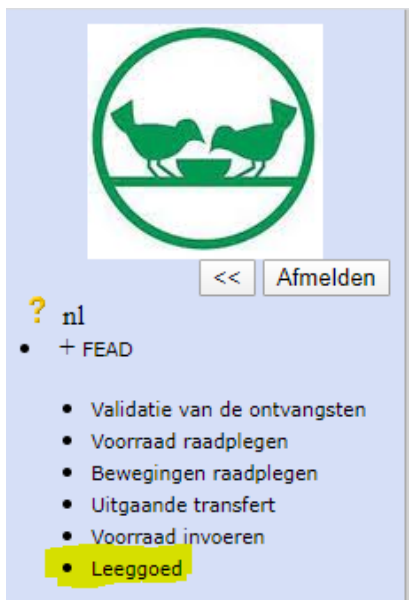 << Afmelden
? nl
+ FEAD
Validatie van de ontvangsten
Voorraad raadplegen
Bewegingen raadplegen
Uitgaande transfert
Voorraad invoeren
Leeggoed